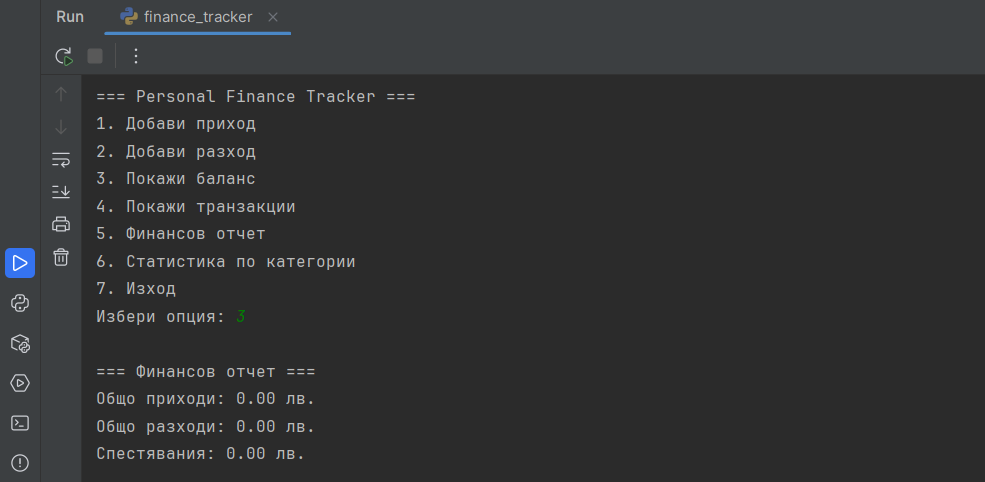 Run finance_tracker
=== Personal Finance Tracker ===
1. Добави приход
2. Добави разход
3. Покажи баланс
4. Покажи транзакции
5. Финансов отчет
6. Статистика по категории
7. Изход
Избери опция: 3
=== Финансов отчет ===
Общо приходи: 0.00 лв.
Общо разходи: 0.00 лв.
Спестявания: 0.00 лв.